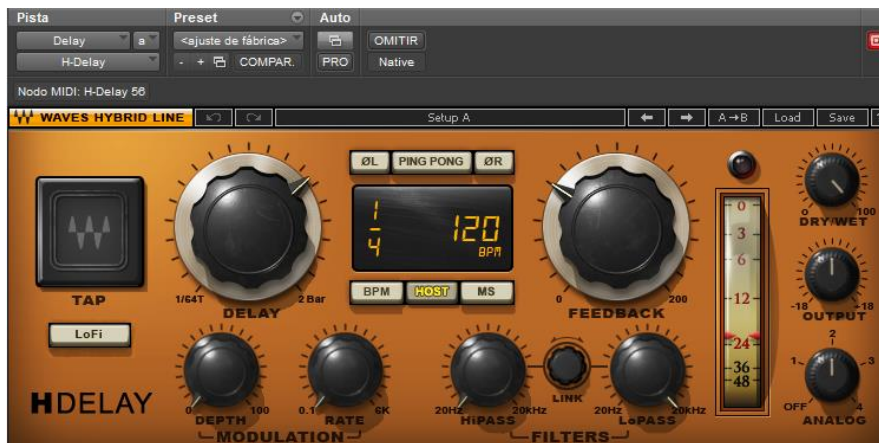 Pista Preset Auto
Delay a <ajuste de fábrica> OMITIR
H-Delay - + COMPAR. PRO Native
Nodo MIDI: H-Delay 56
WAVES HYBRID LINE Setup A A→B Load Save
ØL PING PONG ØR
0
3
6
12
24
36
48
1/4 120 BPM
0 100
DRY/WET
TAP
1/64T 2 Bar
DELAY
BPM HOST MS
0 200
FEEDBACK
-18 -18
OUTPUT
LoFi
1 2 3
OFF 4
ANALOG
0 100
DEPTH
0.1 6K
RATE
MODULATION
20Hz 20kHz
HiPASS
LINK
20Hz 20kHz
LoPASS
FILTERS
HDELAY